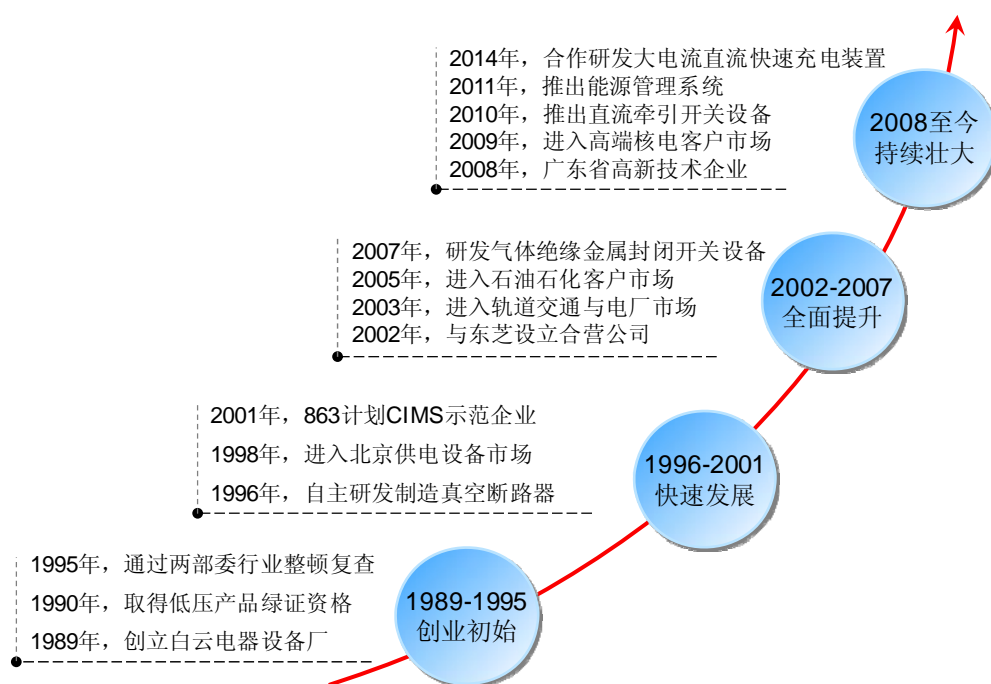 2014年，合作研发大电流直流快速充电装置
2011年，推出能源管理系统
2010年，推出直流牵引开关设备
2009年，进入高端核电客户市场
2008年，广东省高新技术企业
2008至今
持续壮大
2007年，研发气体绝缘金属封闭开关设备
2005年，进入石油石化客户市场
2003年，进入轨道交通与电厂市场
2002年，与东芝设立合营公司
2002-2007
全面提升
2001年，863计划CIMS示范企业
1998年，进入北京供电设备市场
1996年，自主研发制造真空断路器
1996-2001
快速发展
1995年，通过两部委行业整顿复查
1990年，取得低压产品绿证资格
1989年，创立白云电器设备厂
1989-1995
创业初始